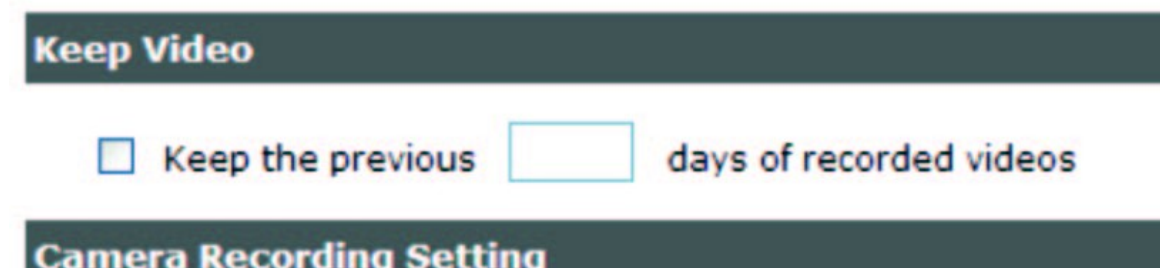 Keep Video
Keep the previous days of recorded videos
Camera Recording Setting